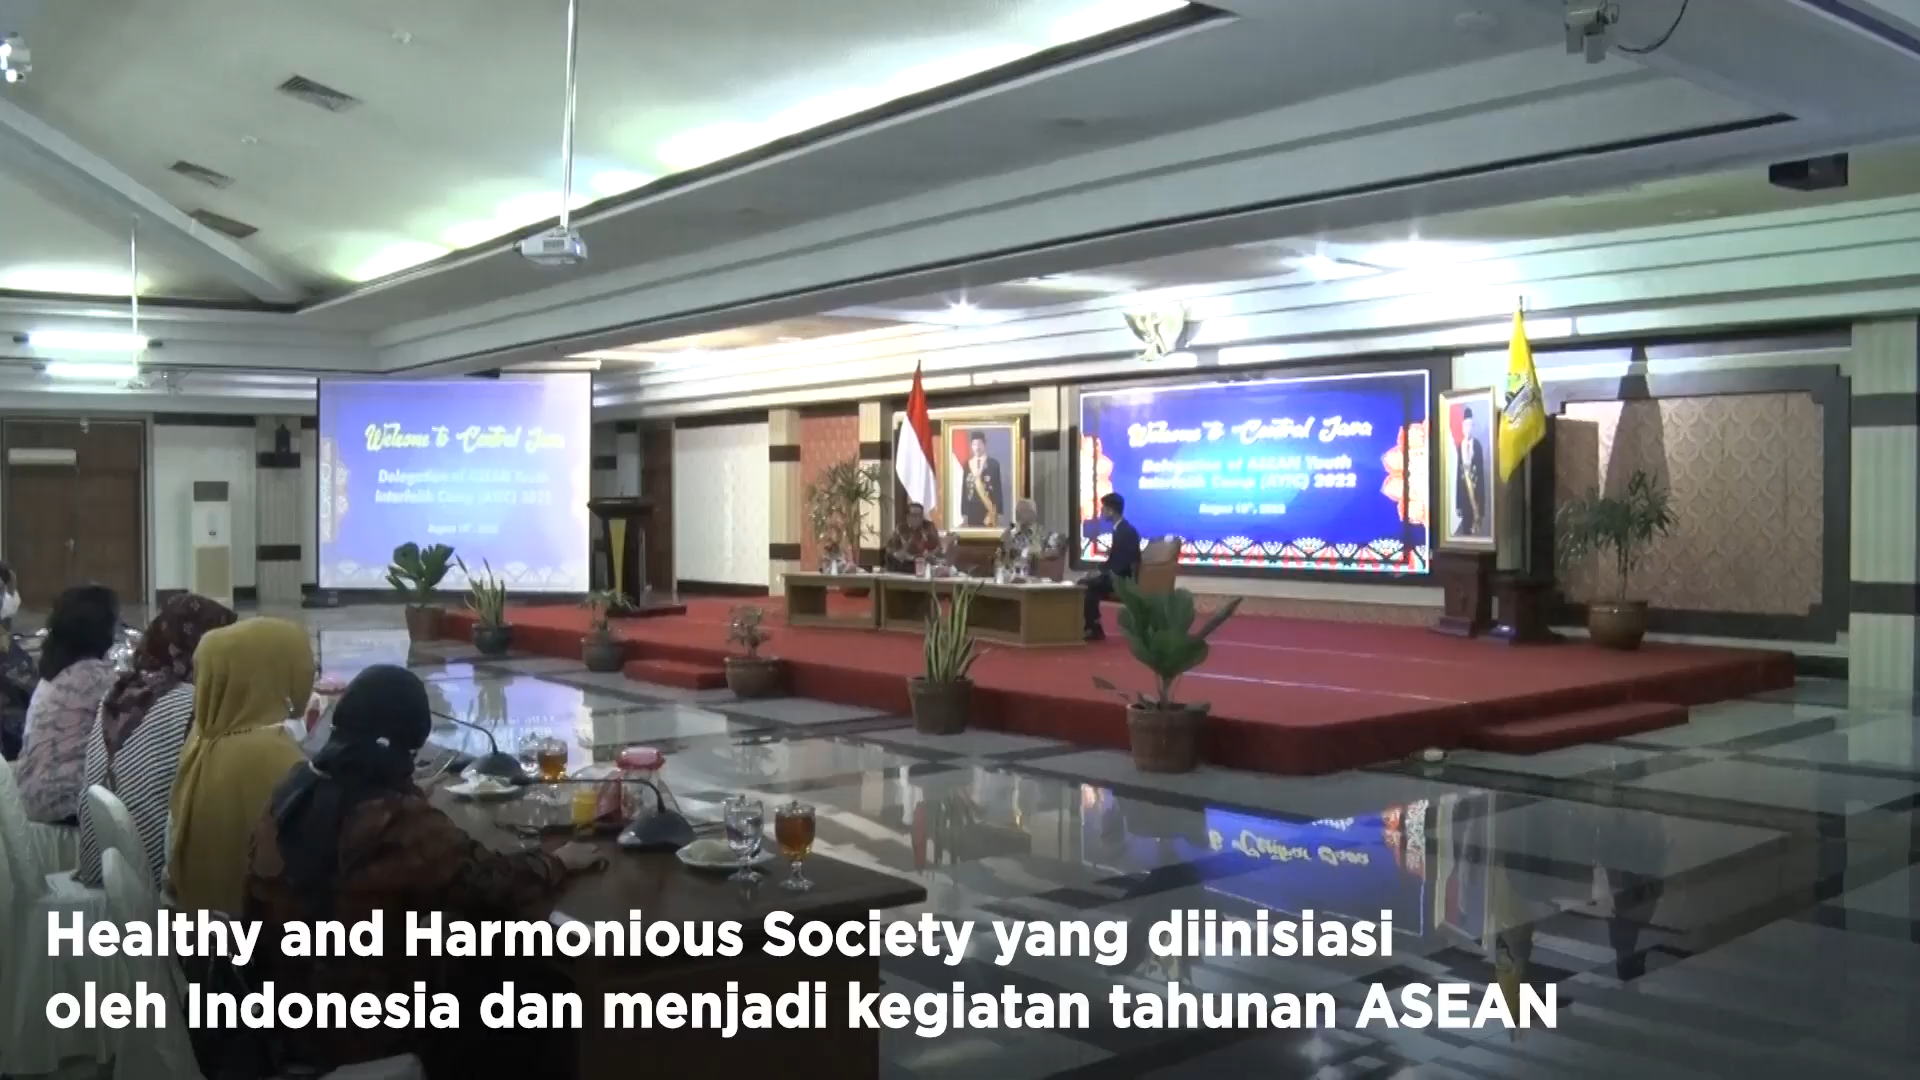 Welcome to Central Java
Delegation of ASEAN Youth
Interfaith Camp (AYIC) 2022
Welcome to Central Java
Delegation of ASEAN Youth
Interfaith Camp (AYIC) 2022
Healthy and Harmonious Society yang diinisiasi
oleh Indonesia dan menjadi kegiatan tahunan ASEAN